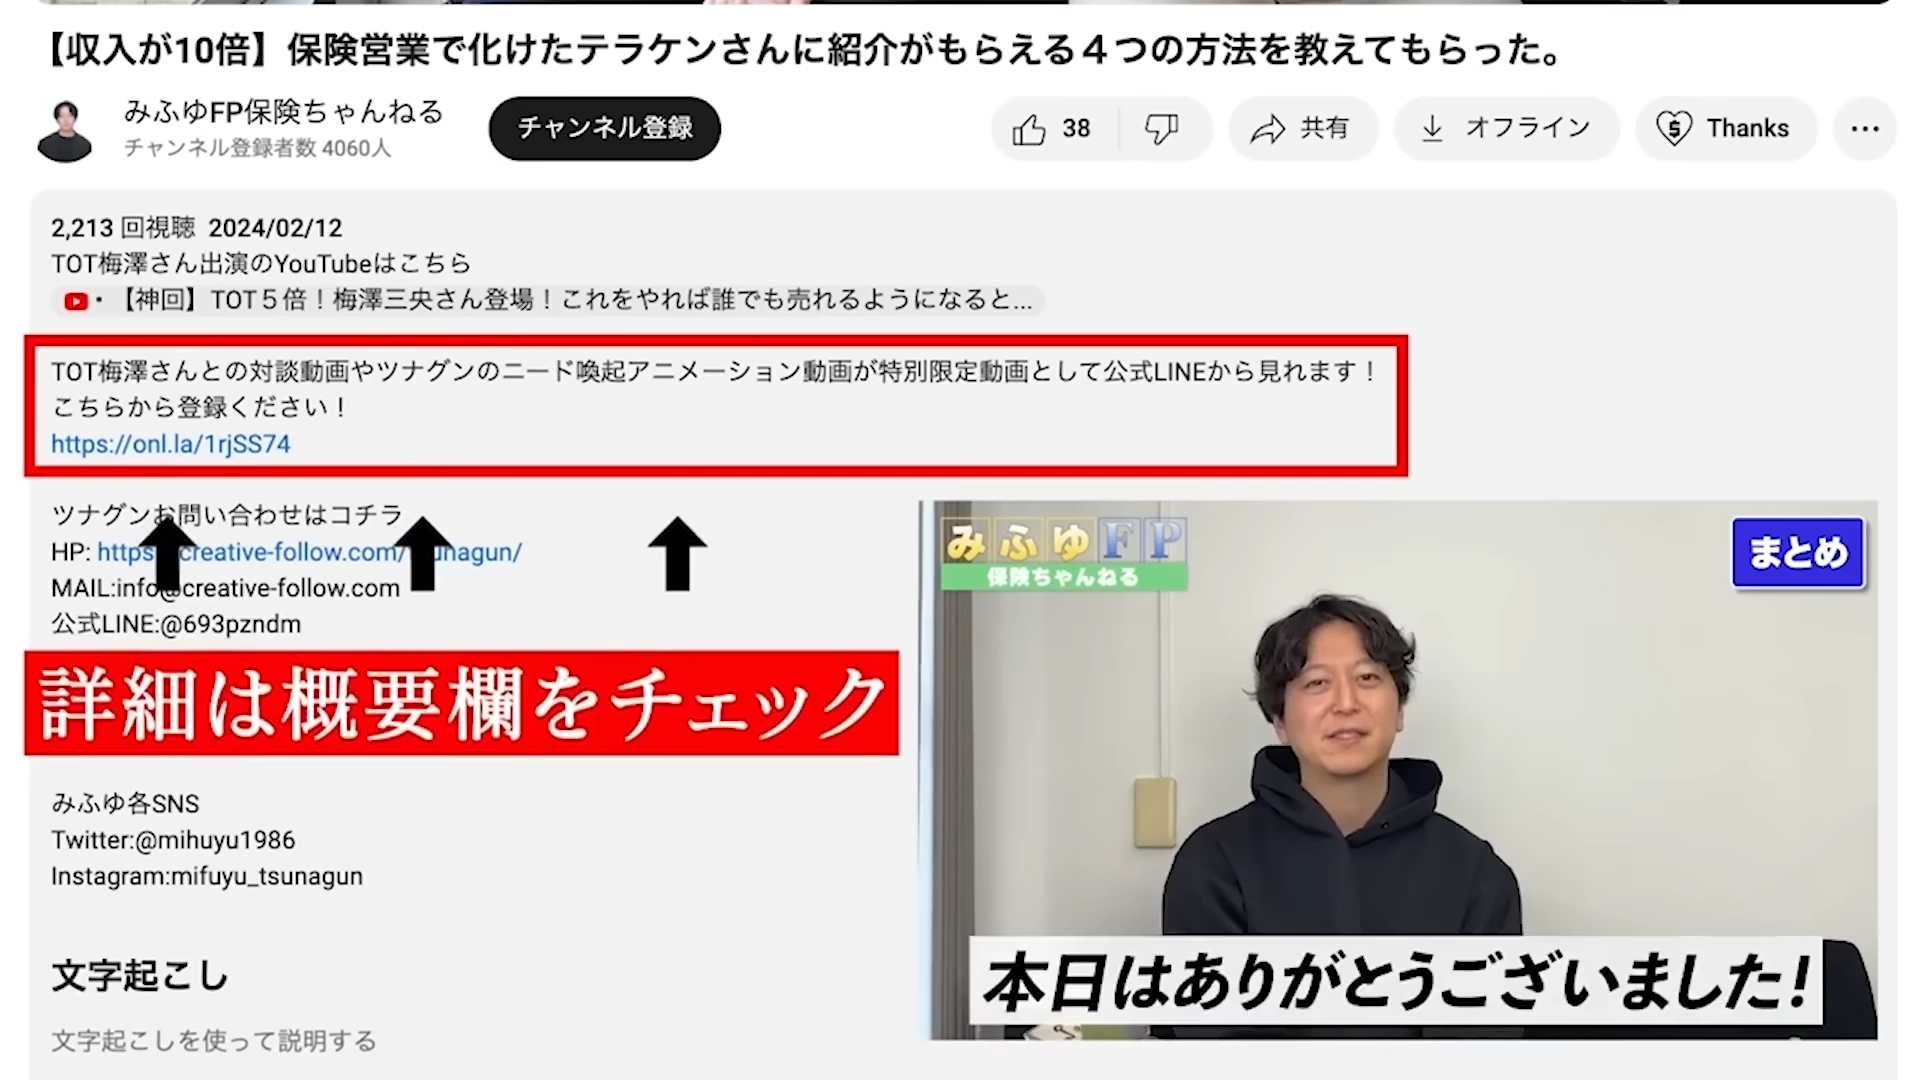 【収入が10倍】保険営業で化けたテラケンさんに紹介がもらえる４つの方法を教えてもらった。
みふゆFP保険ちゃんねる
チャンネル登録者数 4060人
チャンネル登録
38
共有
オフライン
Thanks
2,213 回視聴 2024/02/12
TOT梅澤さん出演のYouTubeはこちら
・【神回】TOT５倍！梅澤三央さん登場！これをやれば誰でも売れるようになると...
TOT梅澤さんとの対談動画やツナグンのニード喚起アニメーション動画が特別限定動画として公式LINEから見れます！
こちらから登録ください！
https://onl.la/1rjSS74
ツナグンお問い合わせはコチラ
HP: https://creative-follow.com/tsunagun/
MAIL:info@creative-follow.com
公式LINE:@693pzndm
詳細は概要欄をチェック
みふゆ各SNS
Twitter:@mihuyu1986
Instagram:mifuyu_tsunagun
文字起こし
文字起こしを使って説明する
みふゆFP
保険ちゃんねる
まとめ
本日はありがとうございました!